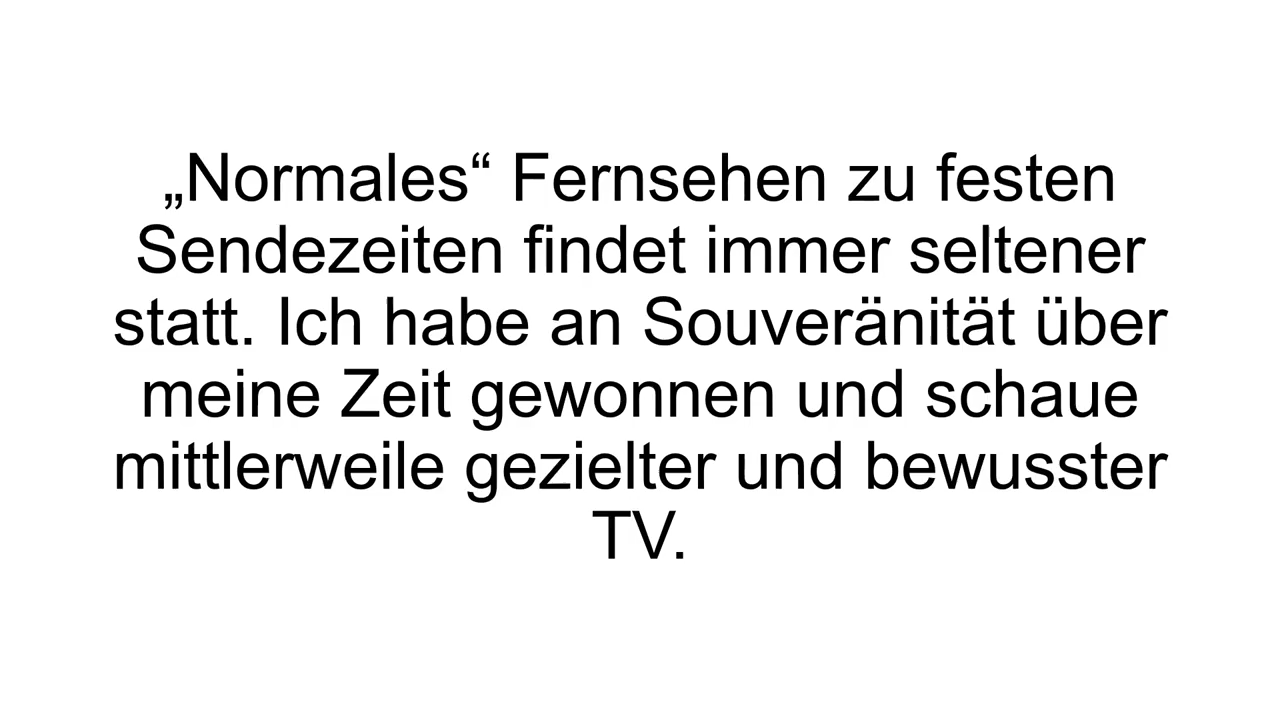 „Normales“ Fernsehen zu festen
Sendezeiten findet immer seltener
statt. Ich habe an Souveränität über
meine Zeit gewonnen und schaue
mittlerweile gezielter und bewusster
TV.